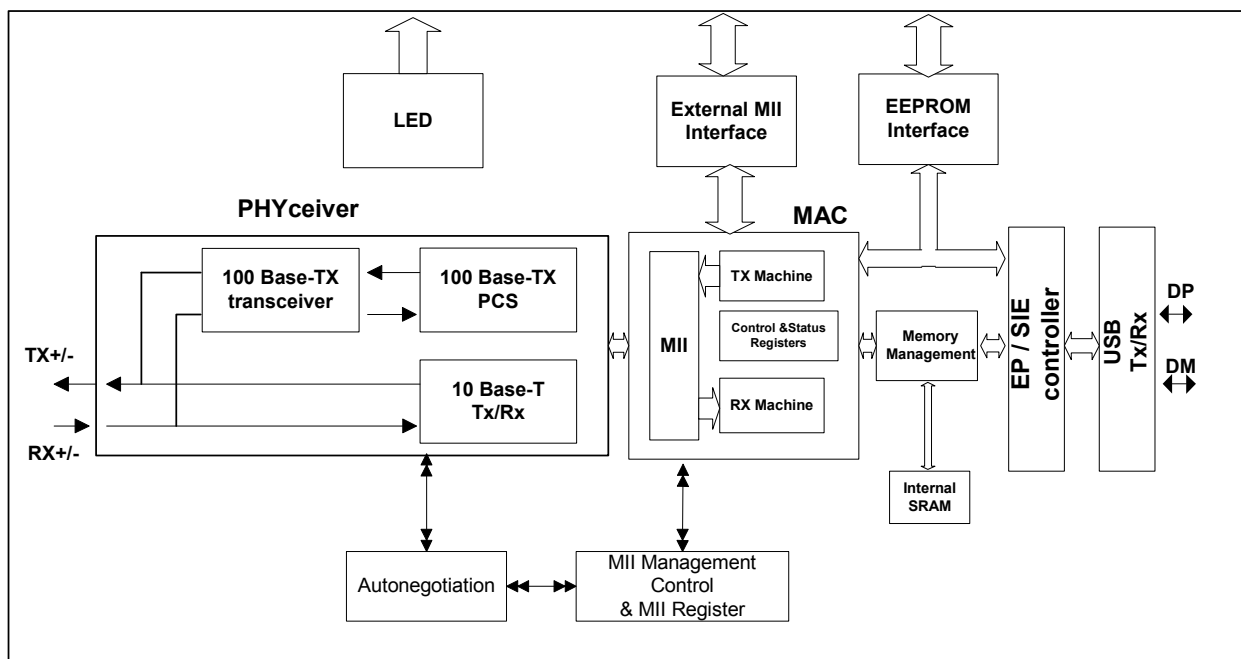 LED
External MII
Interface
EEPROM
Interface
PHYceiver
MAC
100 Base-TX
transceiver
100 Base-TX
PCS
TX+/-
RX+/-
10 Base-T
Tx/Rx
MII
TX Machine
Control &Status
Registers
RX Machine
Memory
Management
Internal
SRAM
EP / SIE
controller
USB
Tx/Rx
DP
DM
Autonegotiation
MII Management
Control
& MII Register